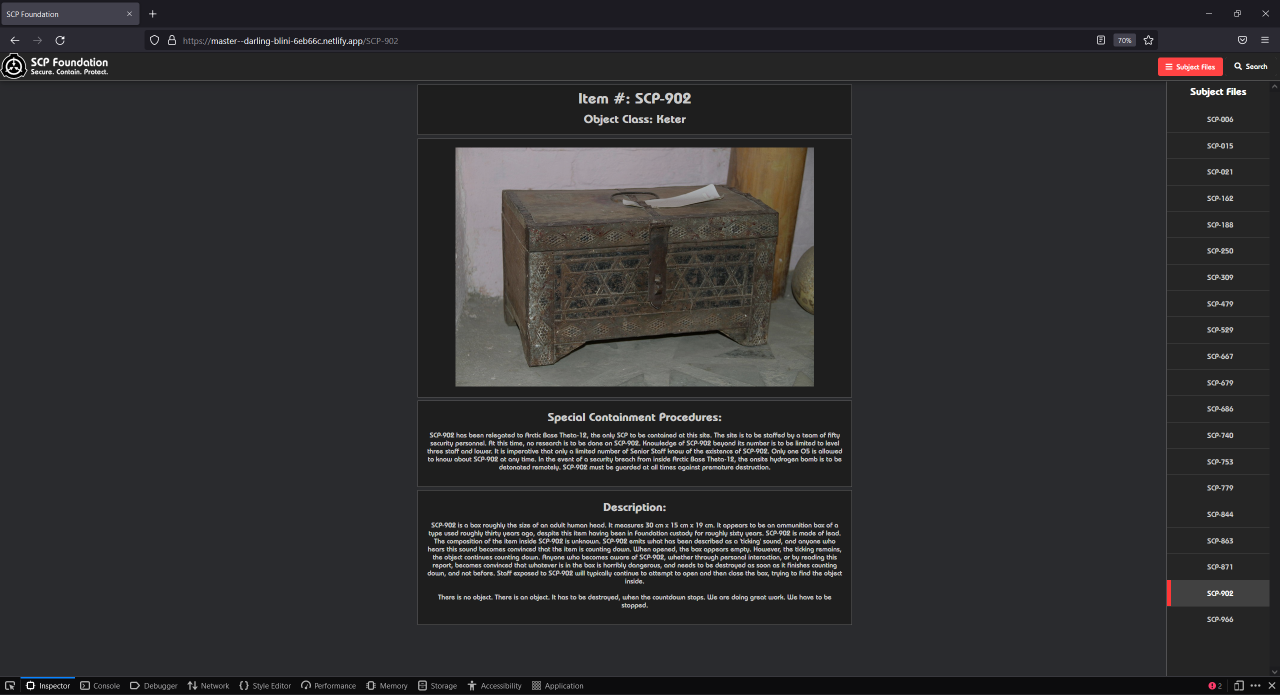 SCP Foundation
https://master--darling-blini-6eb66c.netlify.app/SCP-902
70%
SCP Foundation
Secure. Contain. Protect.
Subject Files
Search
Item #: SCP-902
Object Class: Keter
Special Containment Procedures:
SCP-902 has been relegated to Arctic Base Theta-12, the only SCP to be contained at this site. The site is to be staffed by a team of fifty
security personnel. At this time, no research is to be done on SCP-902. Knowledge of SCP-902 beyond its number is to be limited to level
three staff and lower. It is imperative that only a limited number of Senior Staff know of the existence of SCP-902. Only one O5 is allowed
to know about SCP-902 at any time. In the event of a security breach from inside Arctic Base Theta-12, the onsite hydrogen bomb is to be
detonated remotely. SCP-902 must be guarded at all times against premature destruction.
Description:
SCP-902 is a box roughly the size of an adult human head. It measures 30 cm x 15 cm x 19 cm. It appears to be an ammunition box of a
type used roughly thirty years ago, despite this item having been in Foundation custody for roughly sixty years. SCP-902 is made of lead.
The composition of the item inside SCP-902 is unknown. SCP-902 emits what has been described as a 'ticking' sound, and anyone who
hears this sound becomes convinced that the item is counting down. When opened, the box appears empty. However, the ticking remains,
the object continues counting down. Anyone who becomes aware of SCP-902, whether through personal interaction, or by reading this
report, becomes convinced that whatever is in the box is horribly dangerous, and needs to be destroyed as soon as it finishes counting
down, and not before. Staff exposed to SCP-902 will typically continue to attempt to open and then close the box, trying to find the object
inside.
There is no object. There is an object. It has to be destroyed, when the countdown stops. We are doing great work. We have to be
stopped.
Subject Files
SCP-006
SCP-015
SCP-021
SCP-162
SCP-188
SCP-250
SCP-309
SCP-479
SCP-529
SCP-667
SCP-679
SCP-686
SCP-740
SCP-753
SCP-779
SCP-844
SCP-863
SCP-871
SCP-902
SCP-966
Inspector
Console
Debugger
Network
Style Editor
Performance
Memory
Storage
Accessibility
Application
2